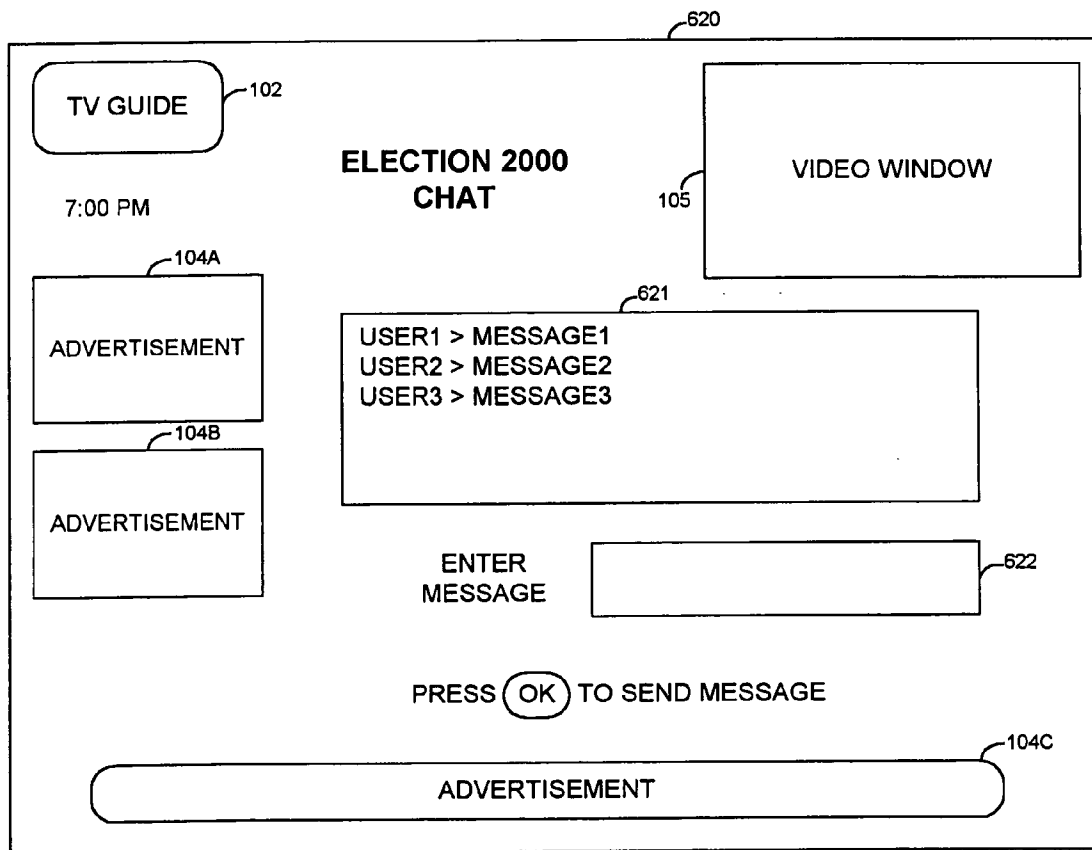 620
TV GUIDE
102
ELECTION 2000
CHAT
VIDEO WINDOW
105
7:00 PM
104A
ADVERTISEMENT
104B
ADVERTISEMENT
621
USER1 > MESSAGE1
USER2 > MESSAGE2
USER3 > MESSAGE3
ENTER
MESSAGE
622
PRESS OK TO SEND MESSAGE
104C
ADVERTISEMENT